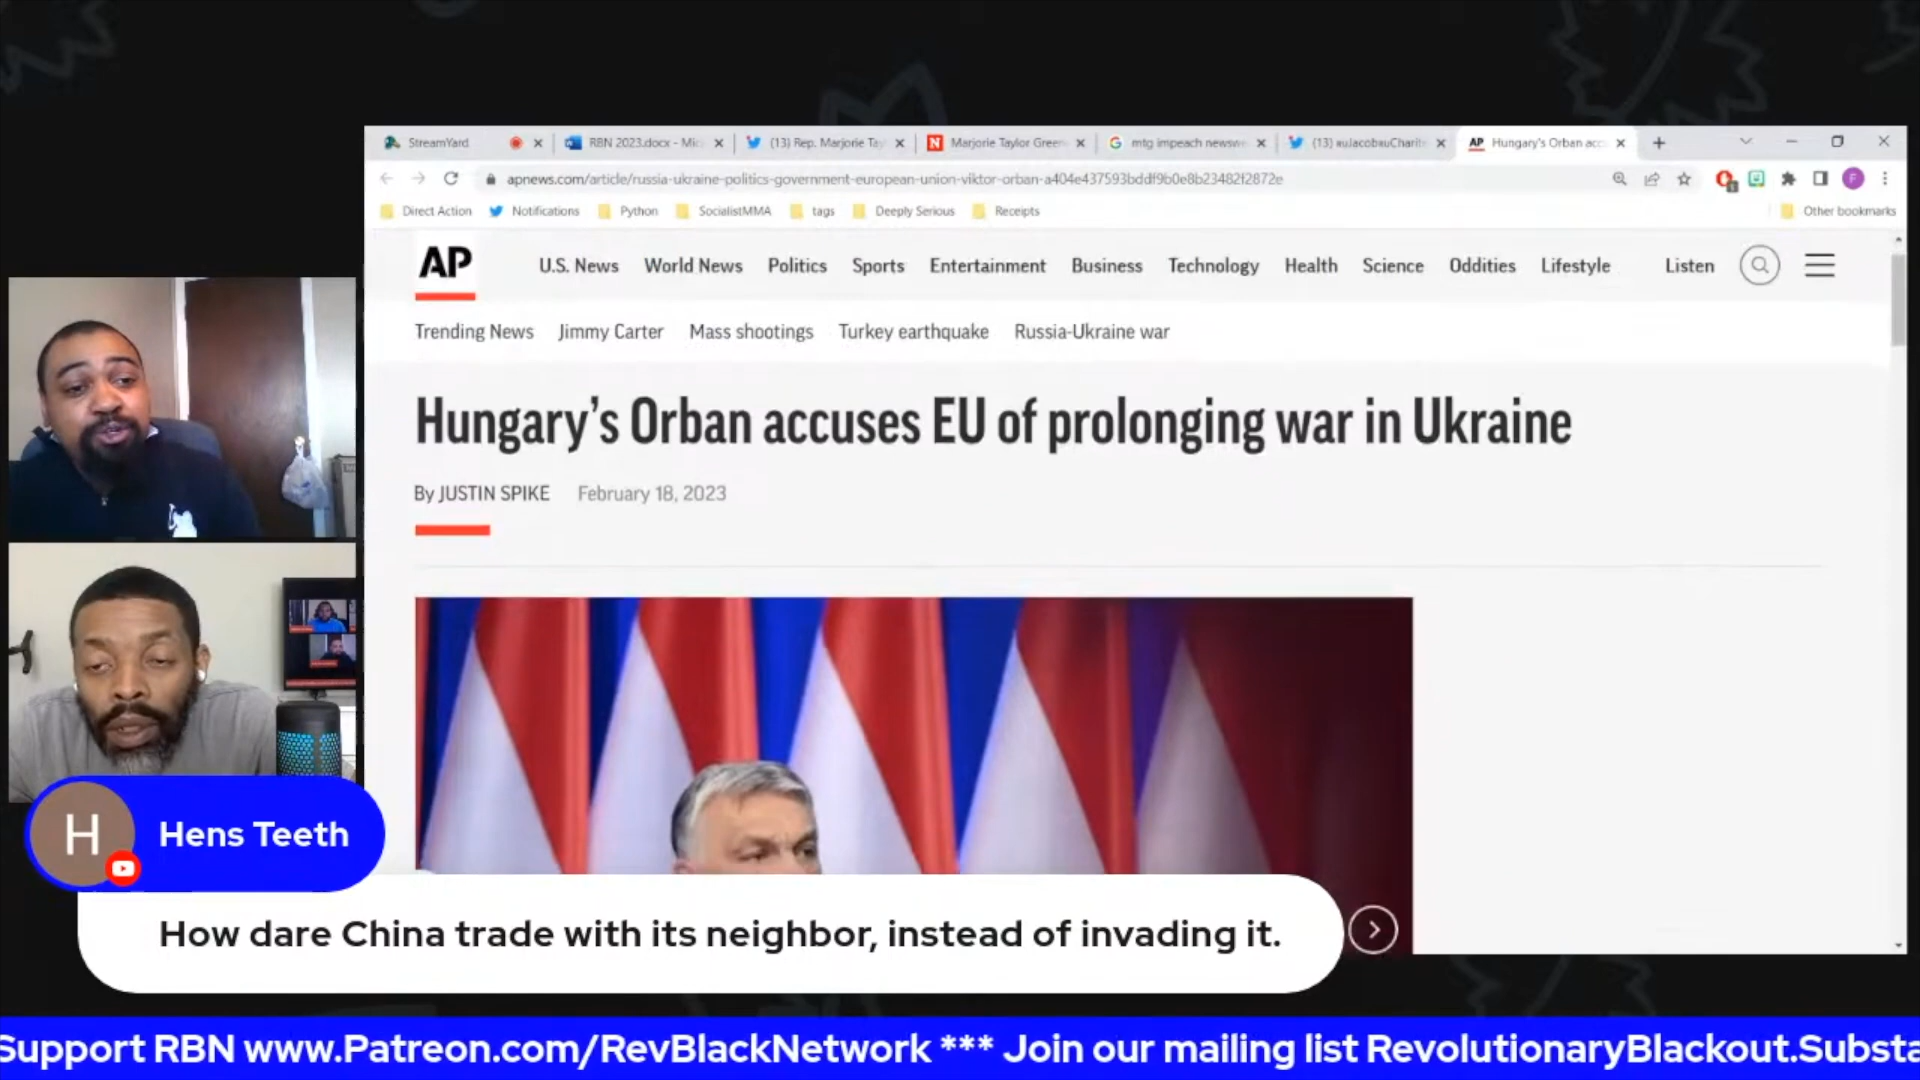 StreamYard
RBN 2023.docx - Mic
(13) Rep. Marjorie Tay
N
Marjorie Taylor Green
mtg impeach newsw
AP
Hungary's Orban acc
apnews.com/article/russia-ukraine-politics-government-european-union-viktor-orban-a404e437593bddf9b0e8b23482f2872e
F
Direct Action
Notifications
Python
SocialistMMA
tags
Deeply Serious
Receipts
Other bookmarks
AP
U.S. News World News Politics Sports Entertainment Business Technology Health Science Oddities Lifestyle Listen
Trending News Jimmy Carter Mass shootings Turkey earthquake Russia-Ukraine war
Hungary's Orban accuses EU of prolonging war in Ukraine
By JUSTIN SPIKE February 18, 2023
H
Hens Teeth
How dare China trade with its neighbor, instead of invading it.
Support RBN www.Patreon.com/RevBlackNetwork *** Join our mailing list RevolutionaryBlackout.Substa